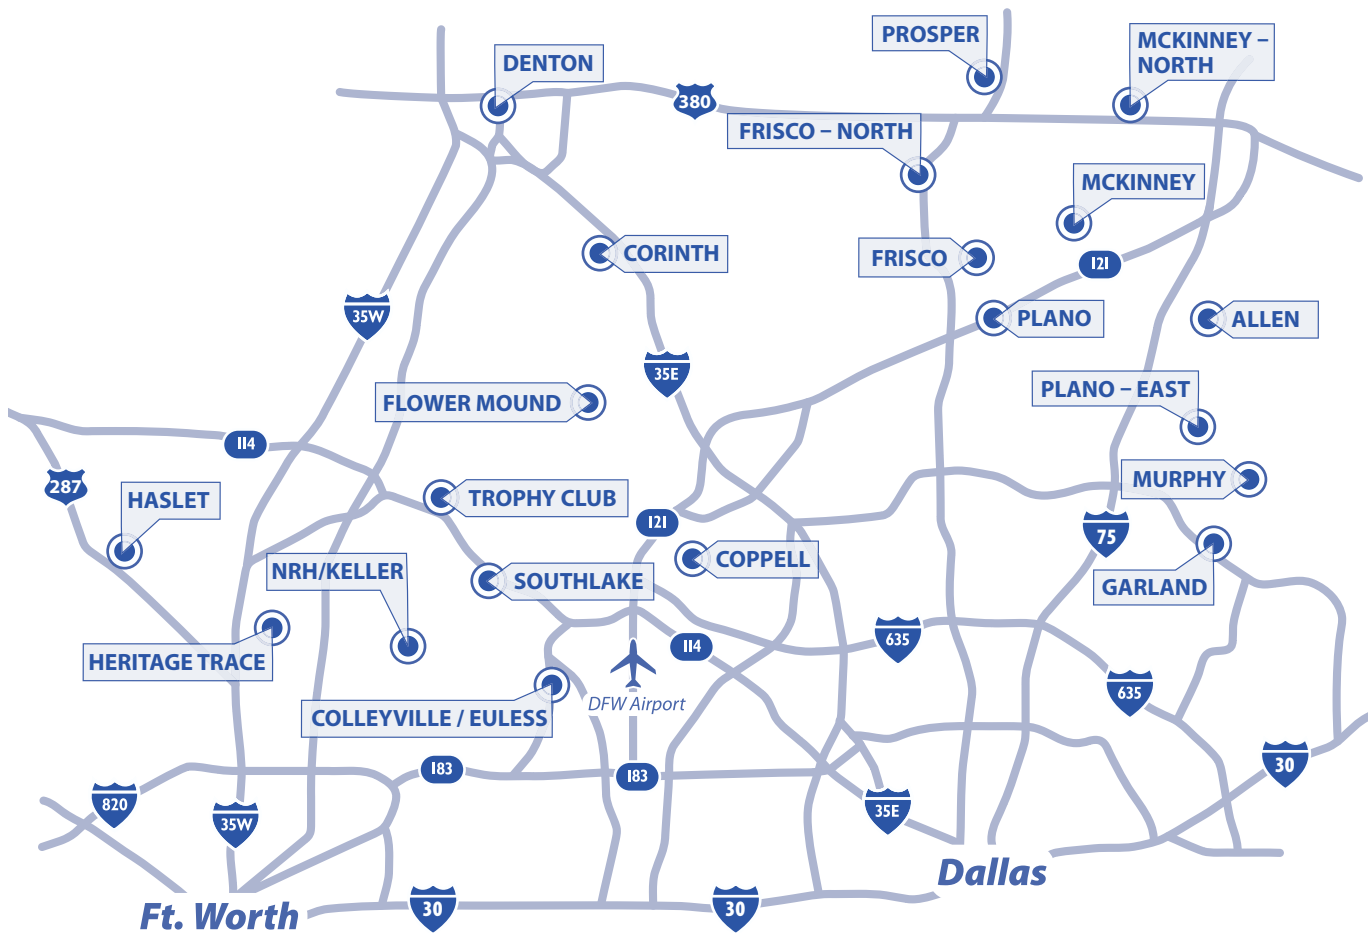 PROSPER
MCKINNEY –
NORTH
DENTON
380
FRISCO – NORTH
MCKINNEY
CORINTH
FRISCO
121
35W
PLANO
ALLEN
35E
PLANO – EAST
FLOWER MOUND
114
287
HASLET
TROPHY CLUB
MURPHY
121
75
COPPELL
NRH/KELLER
SOUTHLAKE
GARLAND
635
114
HERITAGE TRACE
635
DFW Airport
COLLEYVILLE / EULESS
183
183
30
820
35W
35E
Dallas
Ft. Worth
30
30